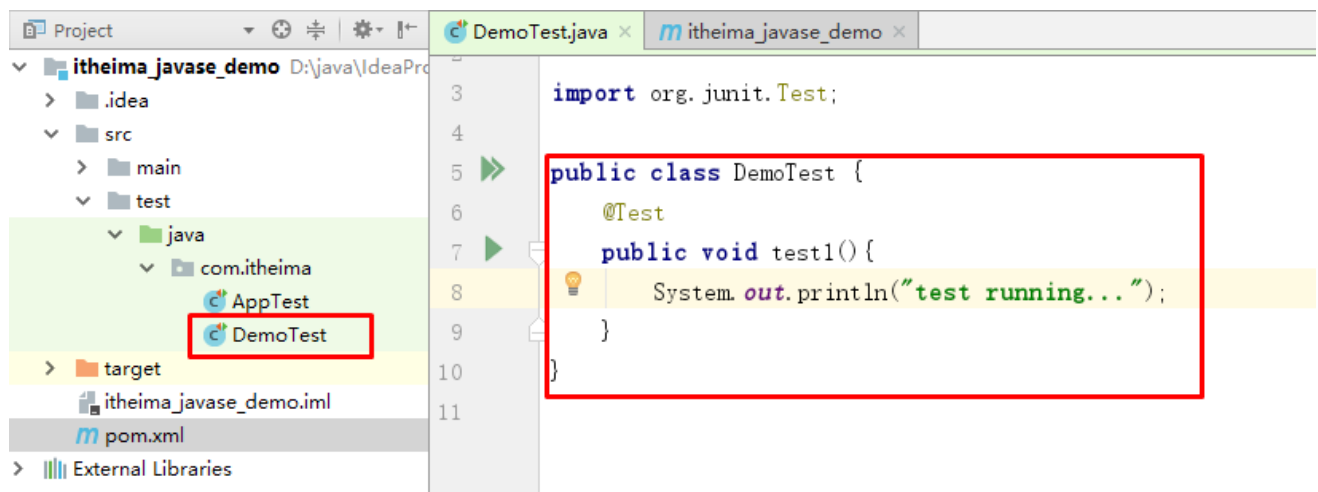 Project
DemoTest.java
itheima_javase_demo
itheima_javase_demo D:\java\IdeaPro
.idea
src
main
test
java
com.itheima
AppTest
DemoTest
target
itheima_javase_demo.iml
pom.xml
External Libraries
3 import org.junit.Test;
4
5 public class DemoTest {
6 @Test
7 public void test1(){
8 System.out.println("test running...");
9 }
10 }
11